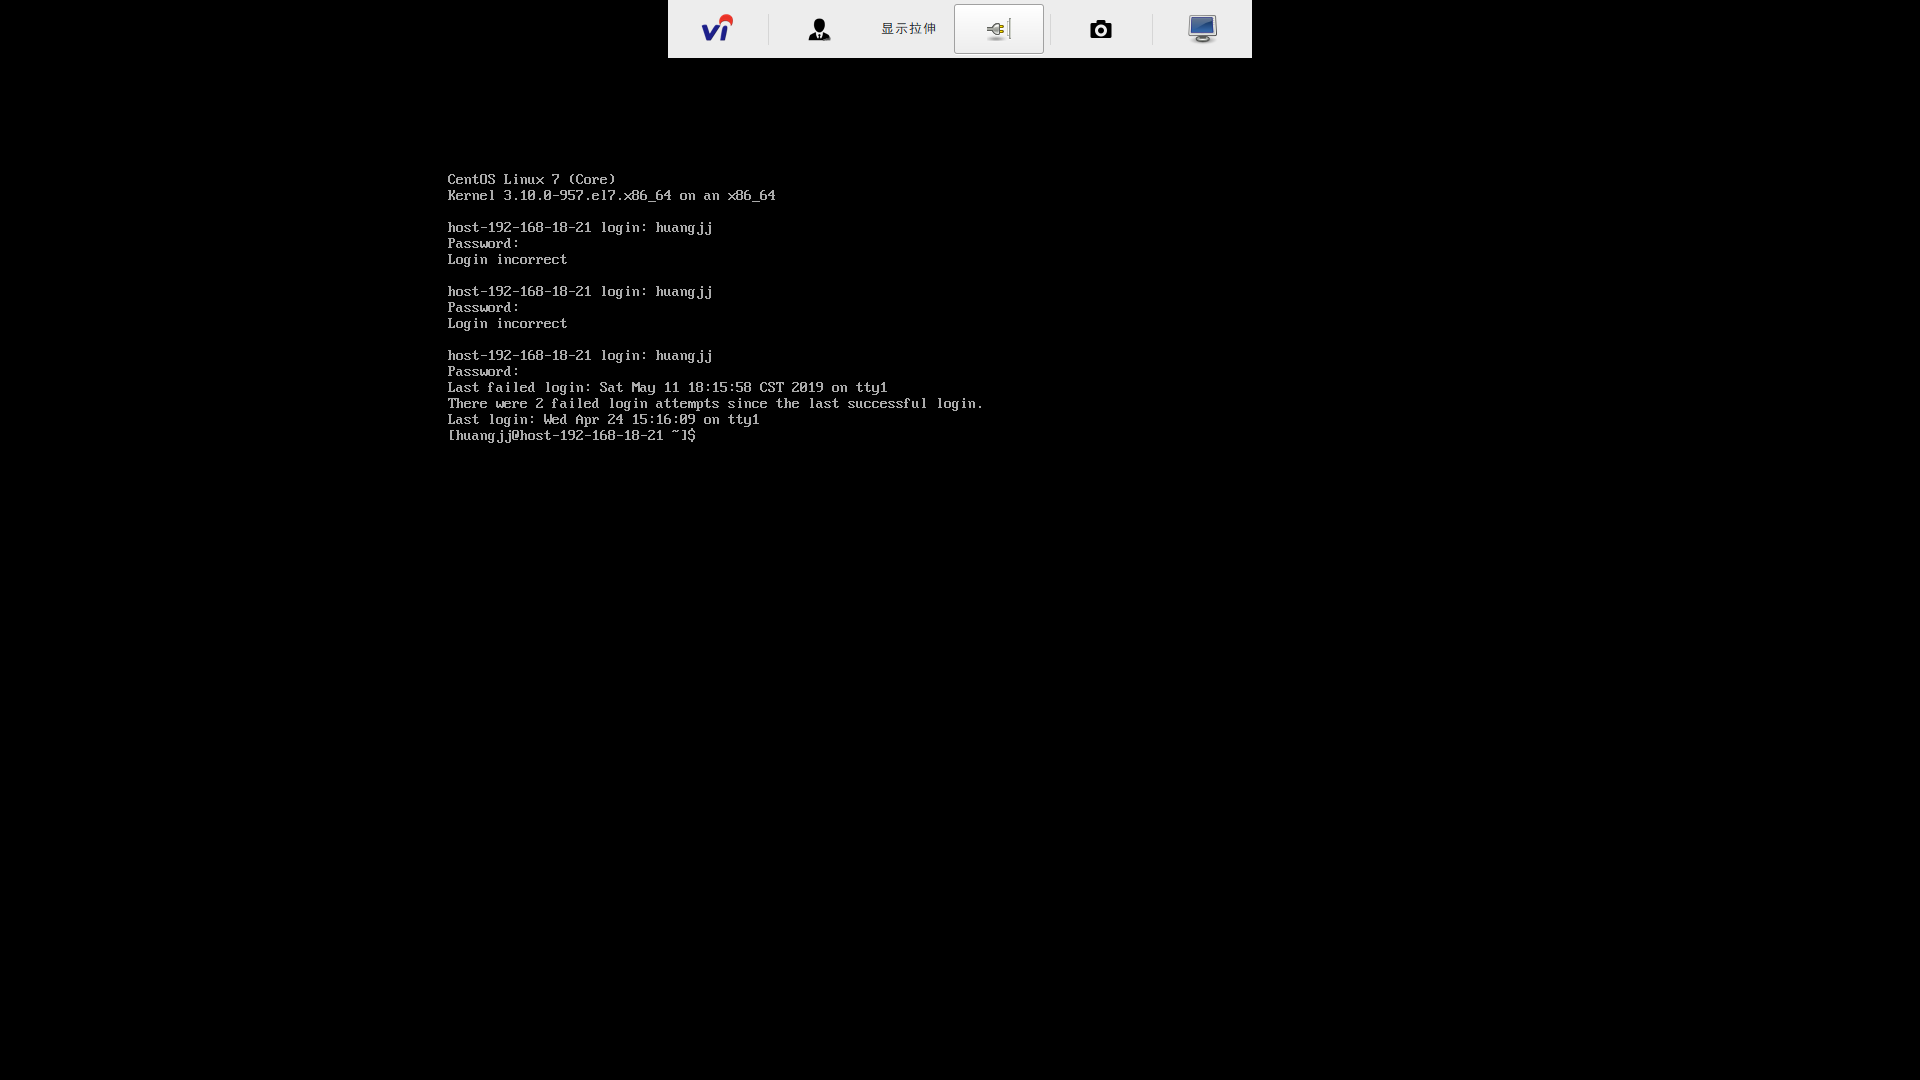 vi
显示拉伸
CentOS Linux 7 (Core)
Kernel 3.10.0-957.el7.x86_64 on an x86_64
host-192-168-18-21 login: huangjj
Password:
Login incorrect
host-192-168-18-21 login: huangjj
Password:
Login incorrect
host-192-168-18-21 login: huangjj
Password:
Last failed login: Sat May 11 18:15:58 CST 2019 on tty1
There were 2 failed login attempts since the last successful login.
Last login: Wed Apr 24 15:16:09 on tty1
[huangjj@host-192-168-18-21 ~]$